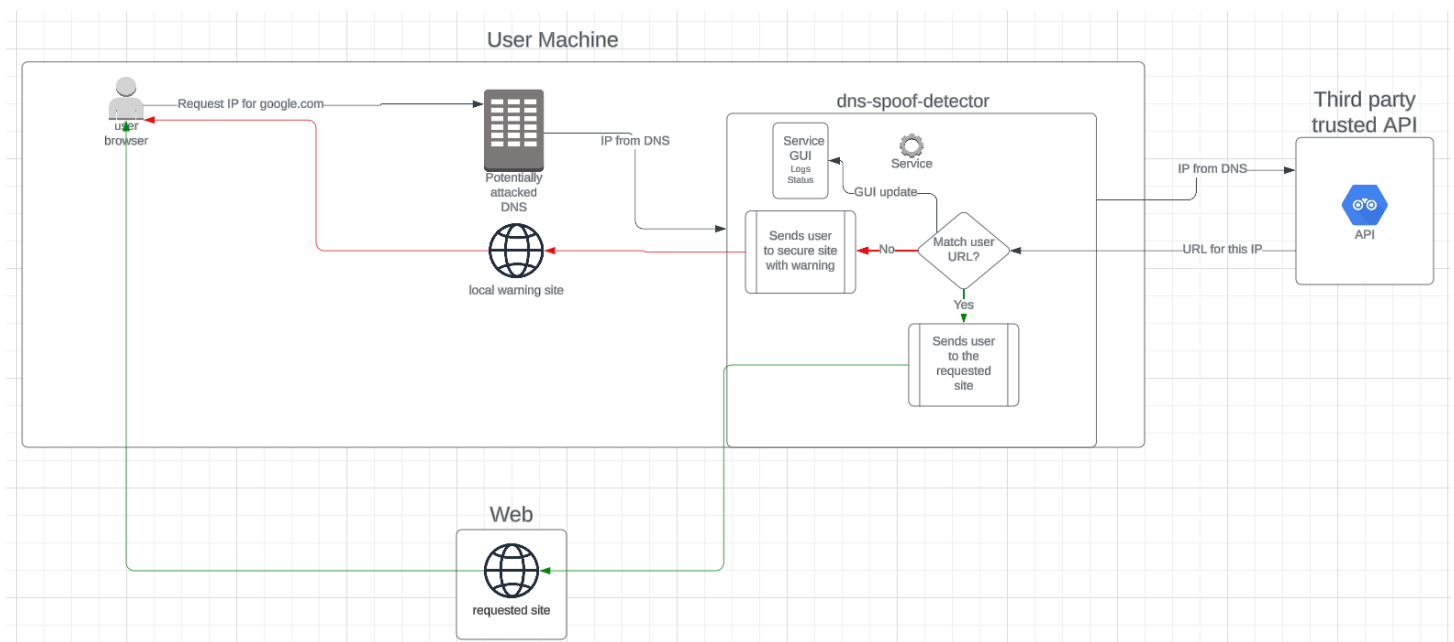 User Machine
user
browser
Request IP for google.com
Potentially
attacked
DNS
IP from DNS
dns-spoof-detector
Service
GUI
Logs
Status
Service
GUI update
Sends user
to secure site
with warning
No
Match user
URL?
Yes
Sends user
to the
requested
site
local warning site
Third party
trusted API
IP from DNS
API
URL for this IP
Web
requested site